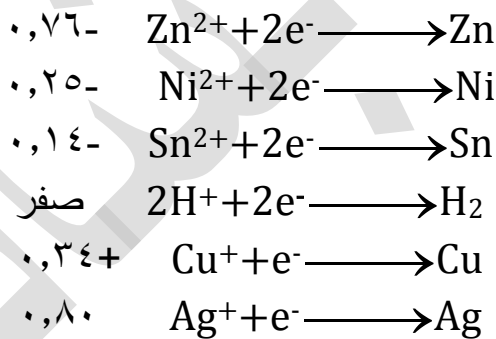 ٠,٧٦- Zn²⁺+2e⁻⟶Zn
٠,٢٥- Ni²⁺+2e⁻⟶Ni
٠,١٤- Sn²⁺+2e⁻⟶Sn
صفر 2H⁺+2e⁻⟶H₂
٠,٣٤+ Cu⁺+e⁻⟶Cu
٠,٨٠ Ag⁺+e⁻⟶Ag